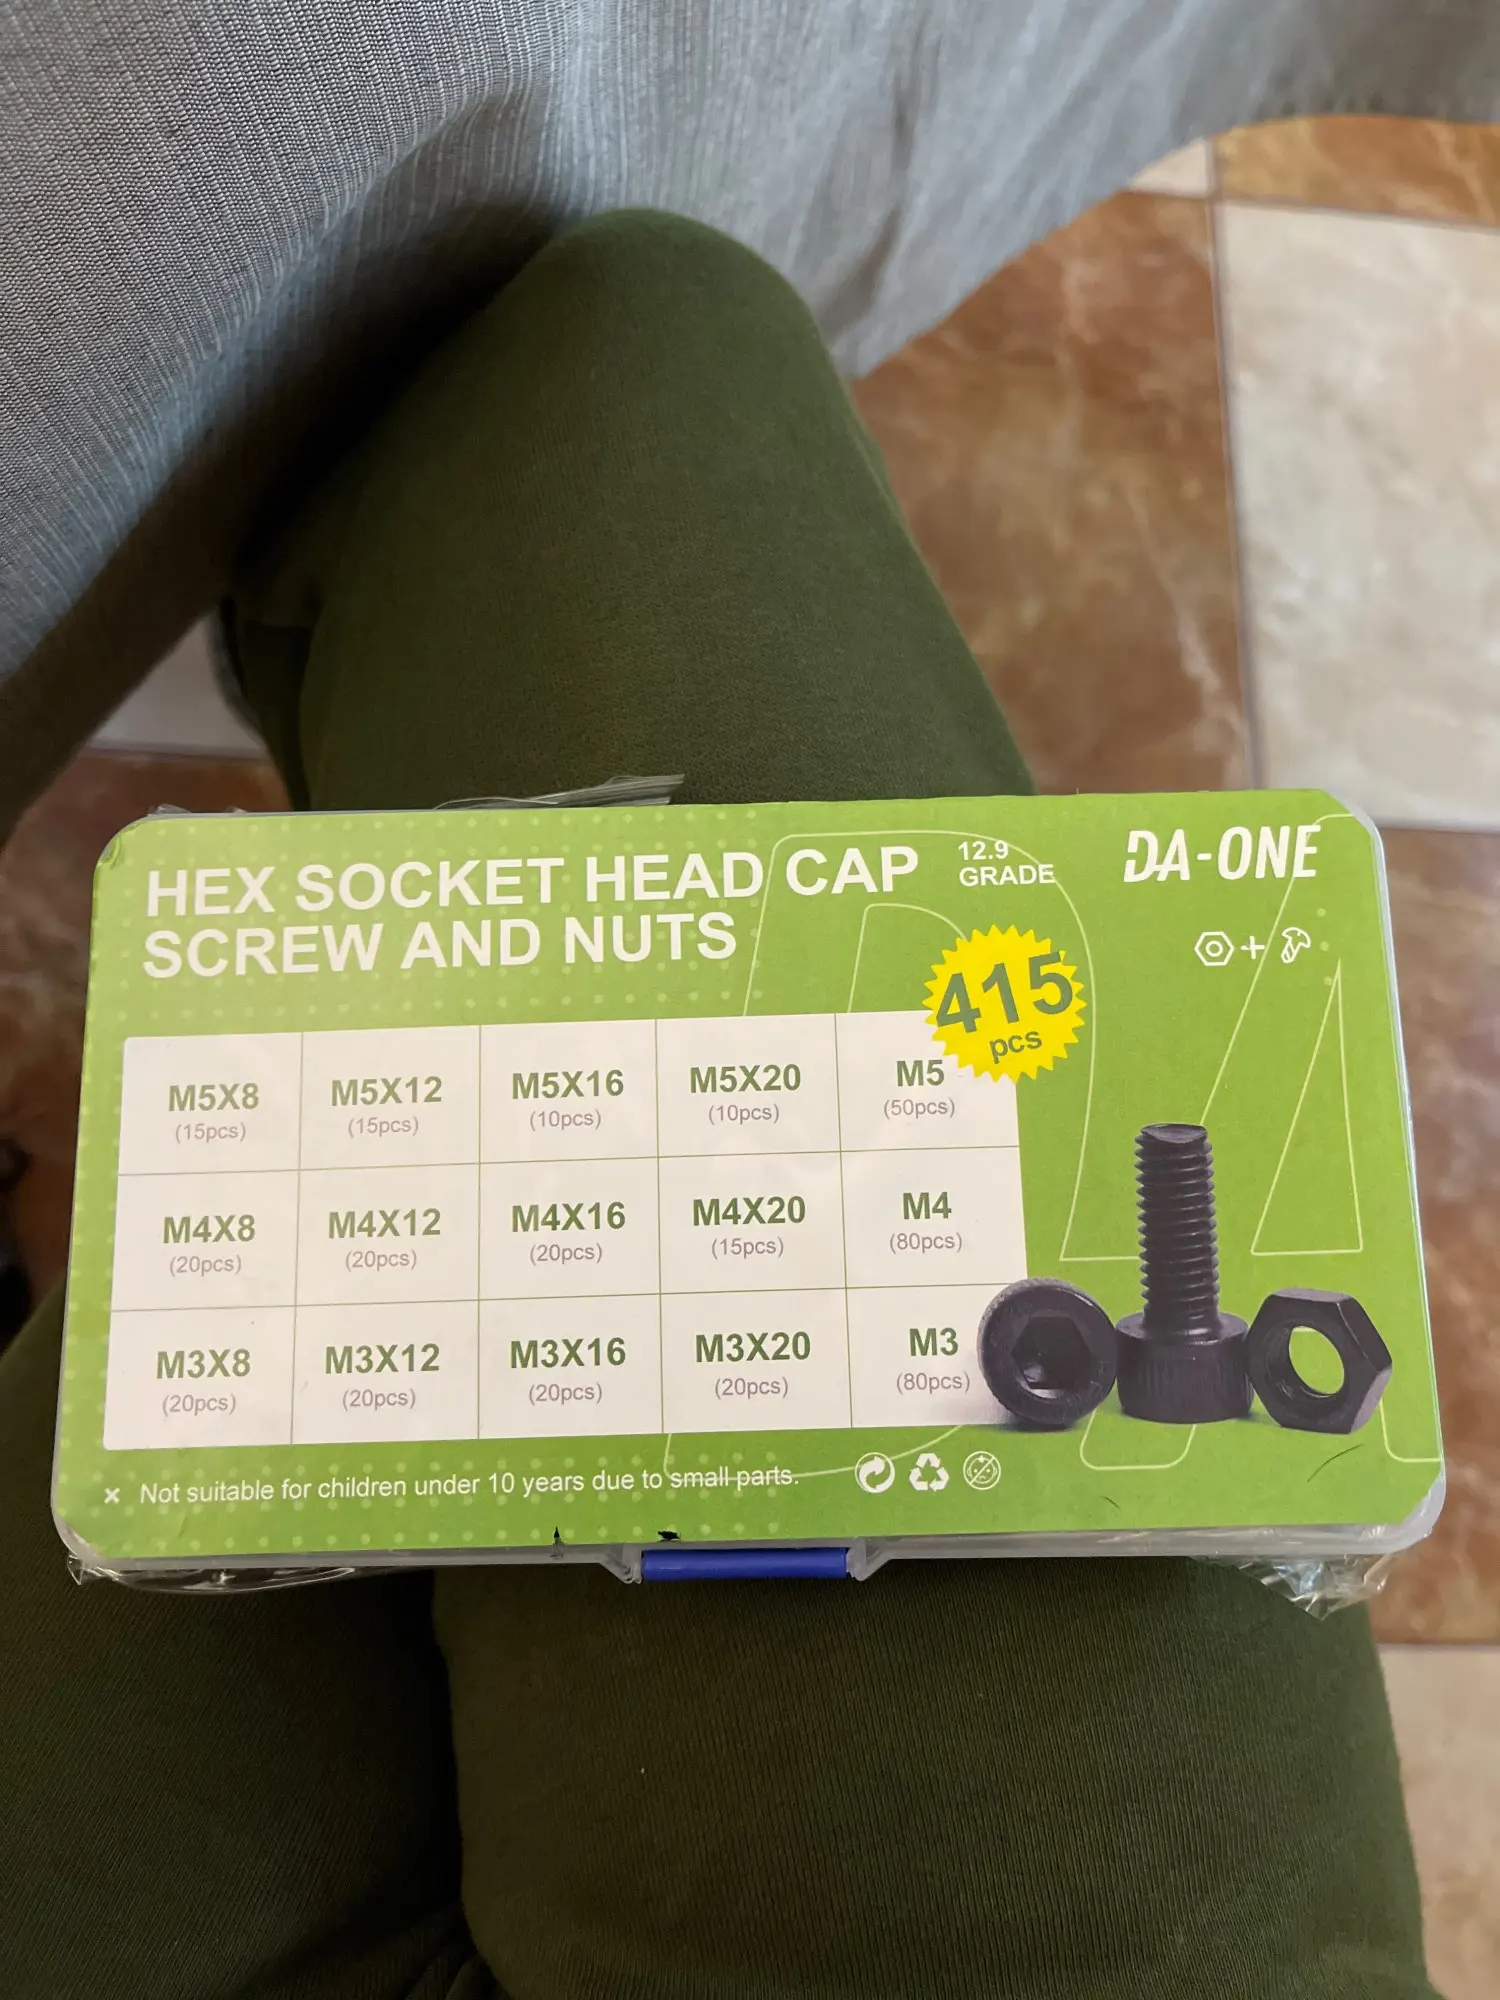 HEX SOCKET HEAD CAP
SCREW AND NUTS
12.9
GRADE
DA-ONE
415
pcs
M5X8
(15pcs)
M5X12
(15pcs)
M5X16
(10pcs)
M5X20
(10pcs)
M5
(50pcs)
M4X8
(20pcs)
M4X12
(20pcs)
M4X16
(20pcs)
M4X20
(15pcs)
M4
(80pcs)
M3X8
(20pcs)
M3X12
(20pcs)
M3X16
(20pcs)
M3X20
(20pcs)
M3
(80pcs)
× Not suitable for children under 10 years due to small parts.